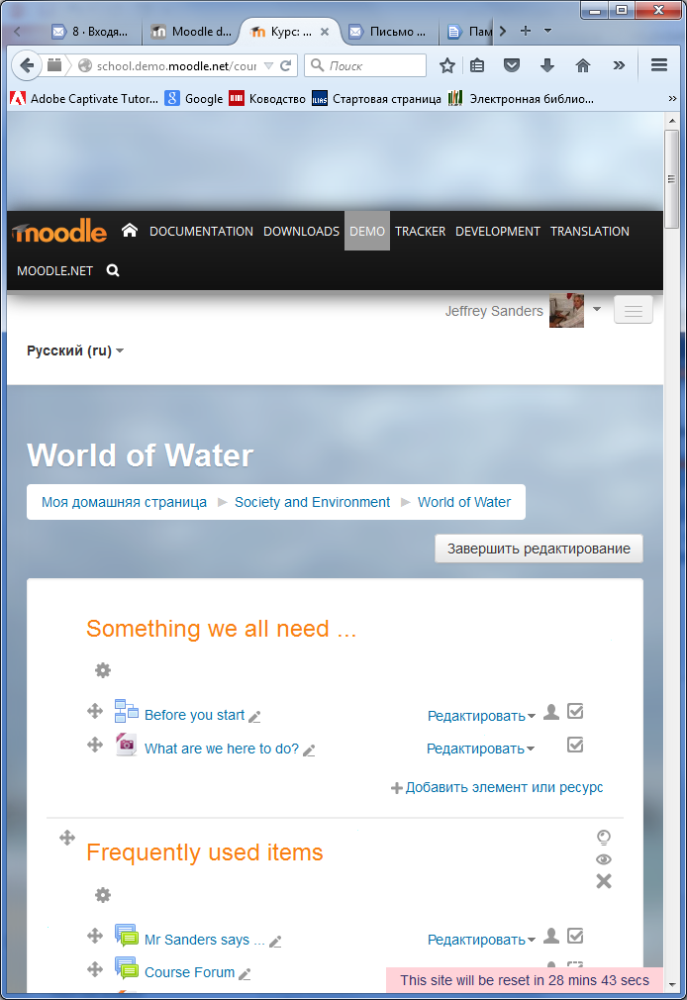 8 · Входя... Moodle d... Курс: ... Письмо ... Пам
school.demo.moodle.net/cour Поиск
Adobe Captivate Tutor... Google Ководство Стартовая страница Электронная библио...
moodle DOCUMENTATION DOWNLOADS DEMO TRACKER DEVELOPMENT TRANSLATION
MOODLE.NET
Jeffrey Sanders
Русский (ru)
World of Water
Моя домашняя страница Society and Environment World of Water
Завершить редактирование
Something we all need ...
Before you start Редактировать
What are we here to do? Редактировать
Добавить элемент или ресурс
Frequently used items
Mr Sanders says ... Редактировать
Course Forum
This site will be reset in 28 mins 43 secs